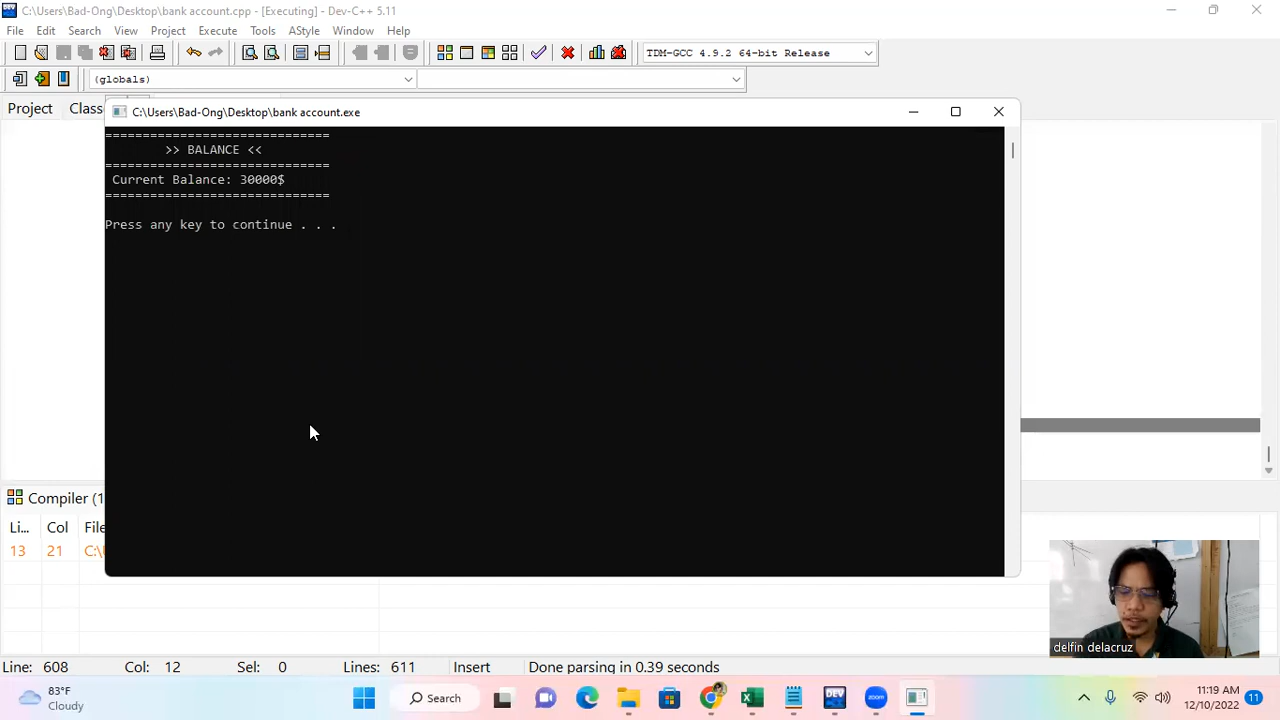 C:\Users\Bad-Ong\Desktop\bank account.cpp - [Executing] - Dev-C++ 5.11
File Edit Search View Project Execute Tools AStyle Window Help
TDM-GCC 4.9.2 64-bit Release
(globals)
Project Class
C:\Users\Bad-Ong\Desktop\bank account.exe
==============================
>> BALANCE <<
==============================
Current Balance: 30000$
==============================
Press any key to continue . . .
Compiler (1
Li... Col File
13 21 C:\
delfin delacruz
Line: 608 Col: 12 Sel: 0 Lines: 611 Insert Done parsing in 0.39 seconds
83°F
Cloudy
Search
DEV
zoom
11:19 AM
12/10/2022
11